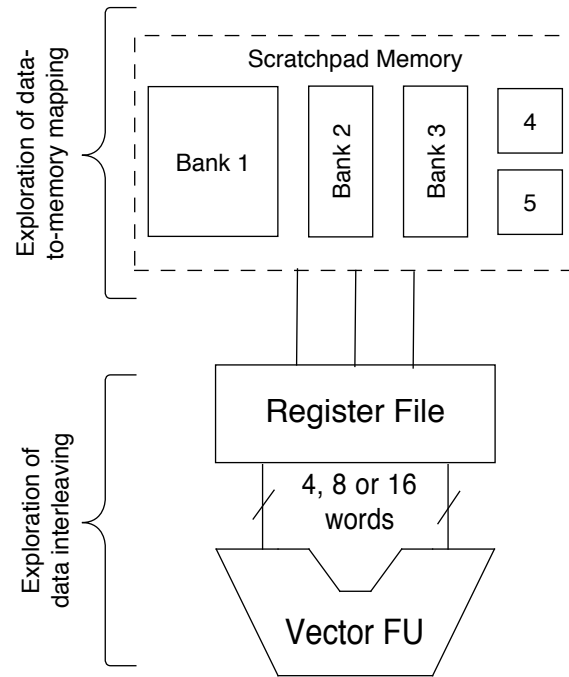 Exploration of data-
to-memory mapping
Scratchpad Memory
Bank 1
Bank 2
Bank 3
4
5
Exploration of
data interleaving
Register File
4, 8 or 16
words
Vector FU